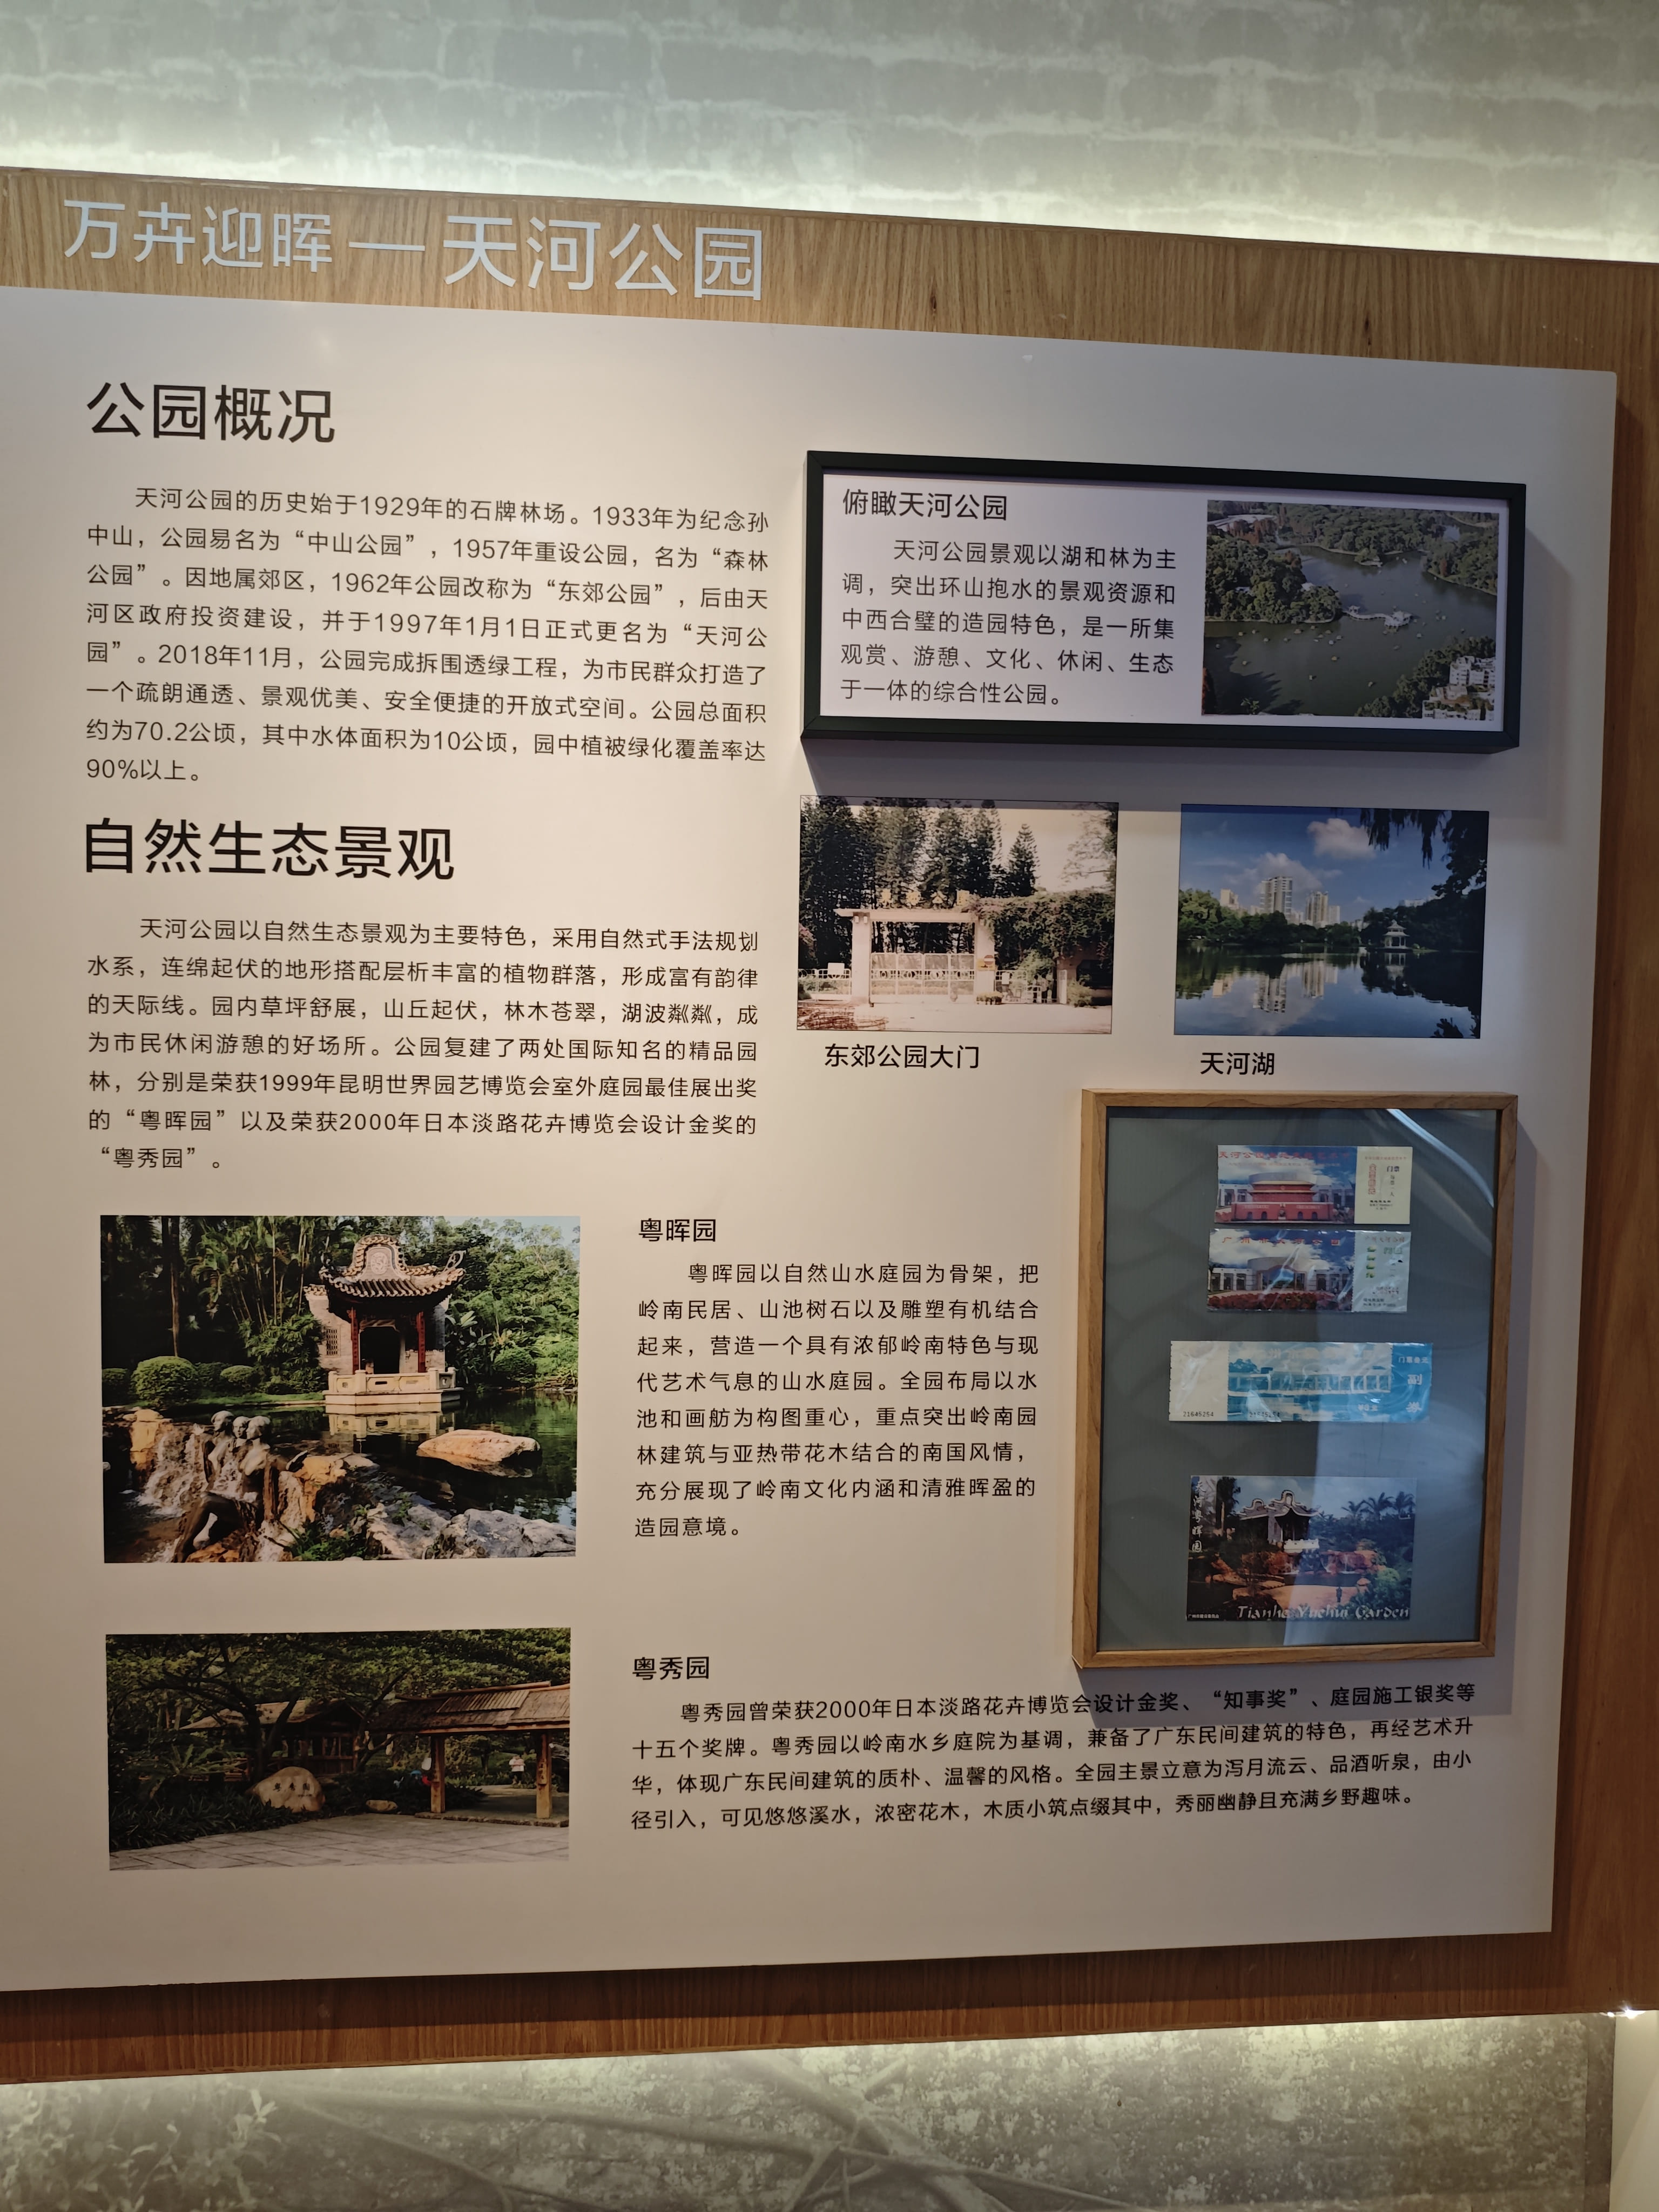 万卉迎晖—天河公园
公园概况
天河公园的历史始于1929年的石牌林场。1933年为纪念孙
中山，公园易名为“中山公园”，1957年重设公园，名为“森林
公园”。因地属郊区，1962年公园改称为“东郊公园”，后由天
河区政府投资建设，并于1997年1月1日正式更名为“天河公
园”。2018年11月，公园完成拆围透绿工程，为市民群众打造了
一个疏朗通透、景观优美、安全便捷的开放式空间。公园总面积
约为70.2公顷，其中水体面积为10公顷，园中植被绿化覆盖率达
90%以上。
俯瞰天河公园
天河公园景观以湖和林为主
调，突出环山抱水的景观资源和
中西合璧的造园特色，是一所集
观赏、游憩、文化、休闲、生态
于一体的综合性公园。
东郊公园大门
天河湖
自然生态景观
天河公园以自然生态景观为主要特色，采用自然式手法规划
水系，连绵起伏的地形搭配层析丰富的植物群落，形成富有韵律
的天际线。园内草坪舒展，山丘起伏，林木苍翠，湖波粼粼，成
为市民休闲游憩的好场所。公园复建了两处国际知名的精品园
林，分别是荣获1999年昆明世界园艺博览会室外庭园最佳展出奖
的“粤晖园”以及荣获2000年日本淡路花卉博览会设计金奖的
“粤秀园”。
粤晖园
粤晖园以自然山水庭园为骨架，把
岭南民居、山池树石以及雕塑有机结合
起来，营造一个具有浓郁岭南特色与现
代艺术气息的山水庭园。全园布局以水
池和画舫为构图重心，重点突出岭南园
林建筑与亚热带花木结合的南国风情，
充分展现了岭南文化内涵和清雅晖盈的
造园意境。
门票
21645254
粤晖园
Tianhe Yuehui Garden
粤秀园
粤秀园曾荣获2000年日本淡路花卉博览会设计金奖、“知事奖”、庭园施工银奖等
十五个奖牌。粤秀园以岭南水乡庭院为基调，兼备了广东民间建筑的特色，再经艺术升
华，体现广东民间建筑的质朴、温馨的风格。全园主景立意为泻月流云、品酒听泉，由小
径引入，可见悠悠溪水，浓密花木，木质小筑点缀其中，秀丽幽静且充满乡野趣味。